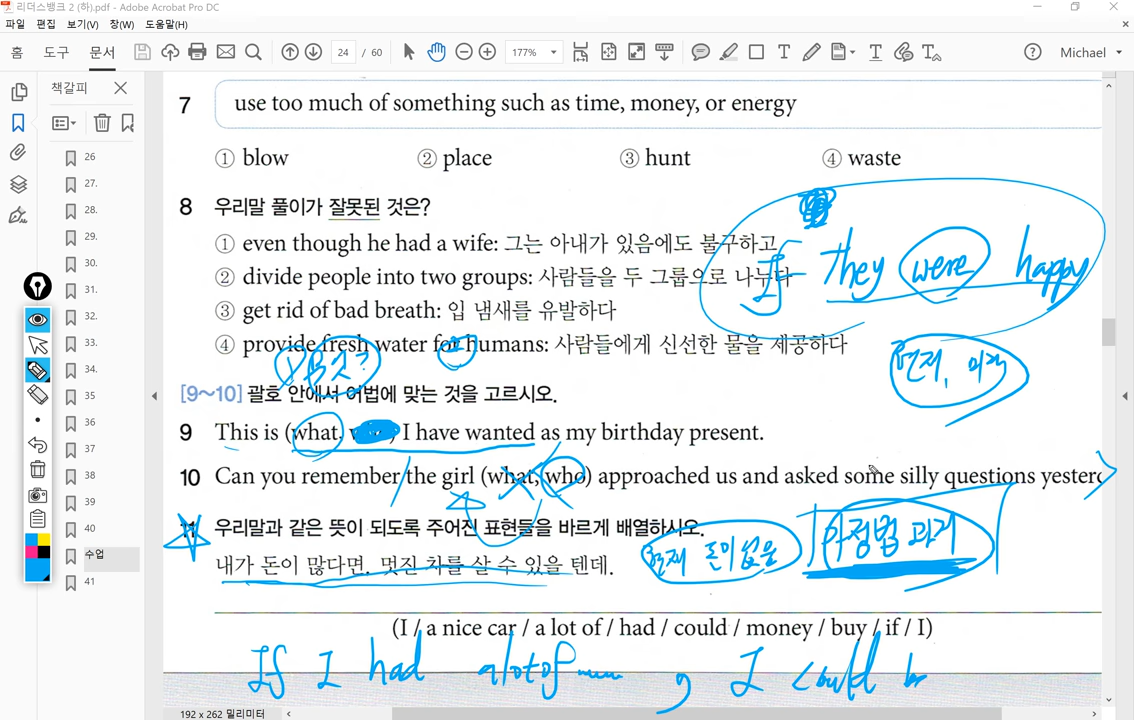 리더스뱅크 2 (하).pdf - Adobe Acrobat Pro DC
파일 편집 보기(V) 창(W) 도움말(H)
홈 도구 문서 24 / 60 177% Michael
책갈피
26
27.
28.
29.
30.
31.
32.
33.
34.
35
36
37
38
39
40
수업
41
7 use too much of something such as time, money, or energy
① blow ② place ③ hunt ④ waste
8 우리말 풀이가 잘못된 것은?
① even though he had a wife: 그는 아내가 있음에도 불구하고
② divide people into two groups: 사람들을 두 그룹으로 나누다
③ get rid of bad breath: 입 냄새를 유발하다
④ provide fresh water for humans: 사람들에게 신선한 물을 제공하다
If they were happy
현재, 미래
[9~10] 괄호 안에서 어법에 맞는 것을 고르시오.
9 This is (what, I have wanted as my birthday present.
10 Can you remember the girl (what, who) approached us and asked some silly questions yester
11 우리말과 같은 뜻이 되도록 주어진 표현들을 바르게 배열하시오.
내가 돈이 많다면, 멋진 차를 살 수 있을 텐데.
현재 돈이 없음
가정법 과거
(I / a nice car / a lot of / had / could / money / buy / if / I)
If I had a lot of , I could
192 x 262 밀리미터